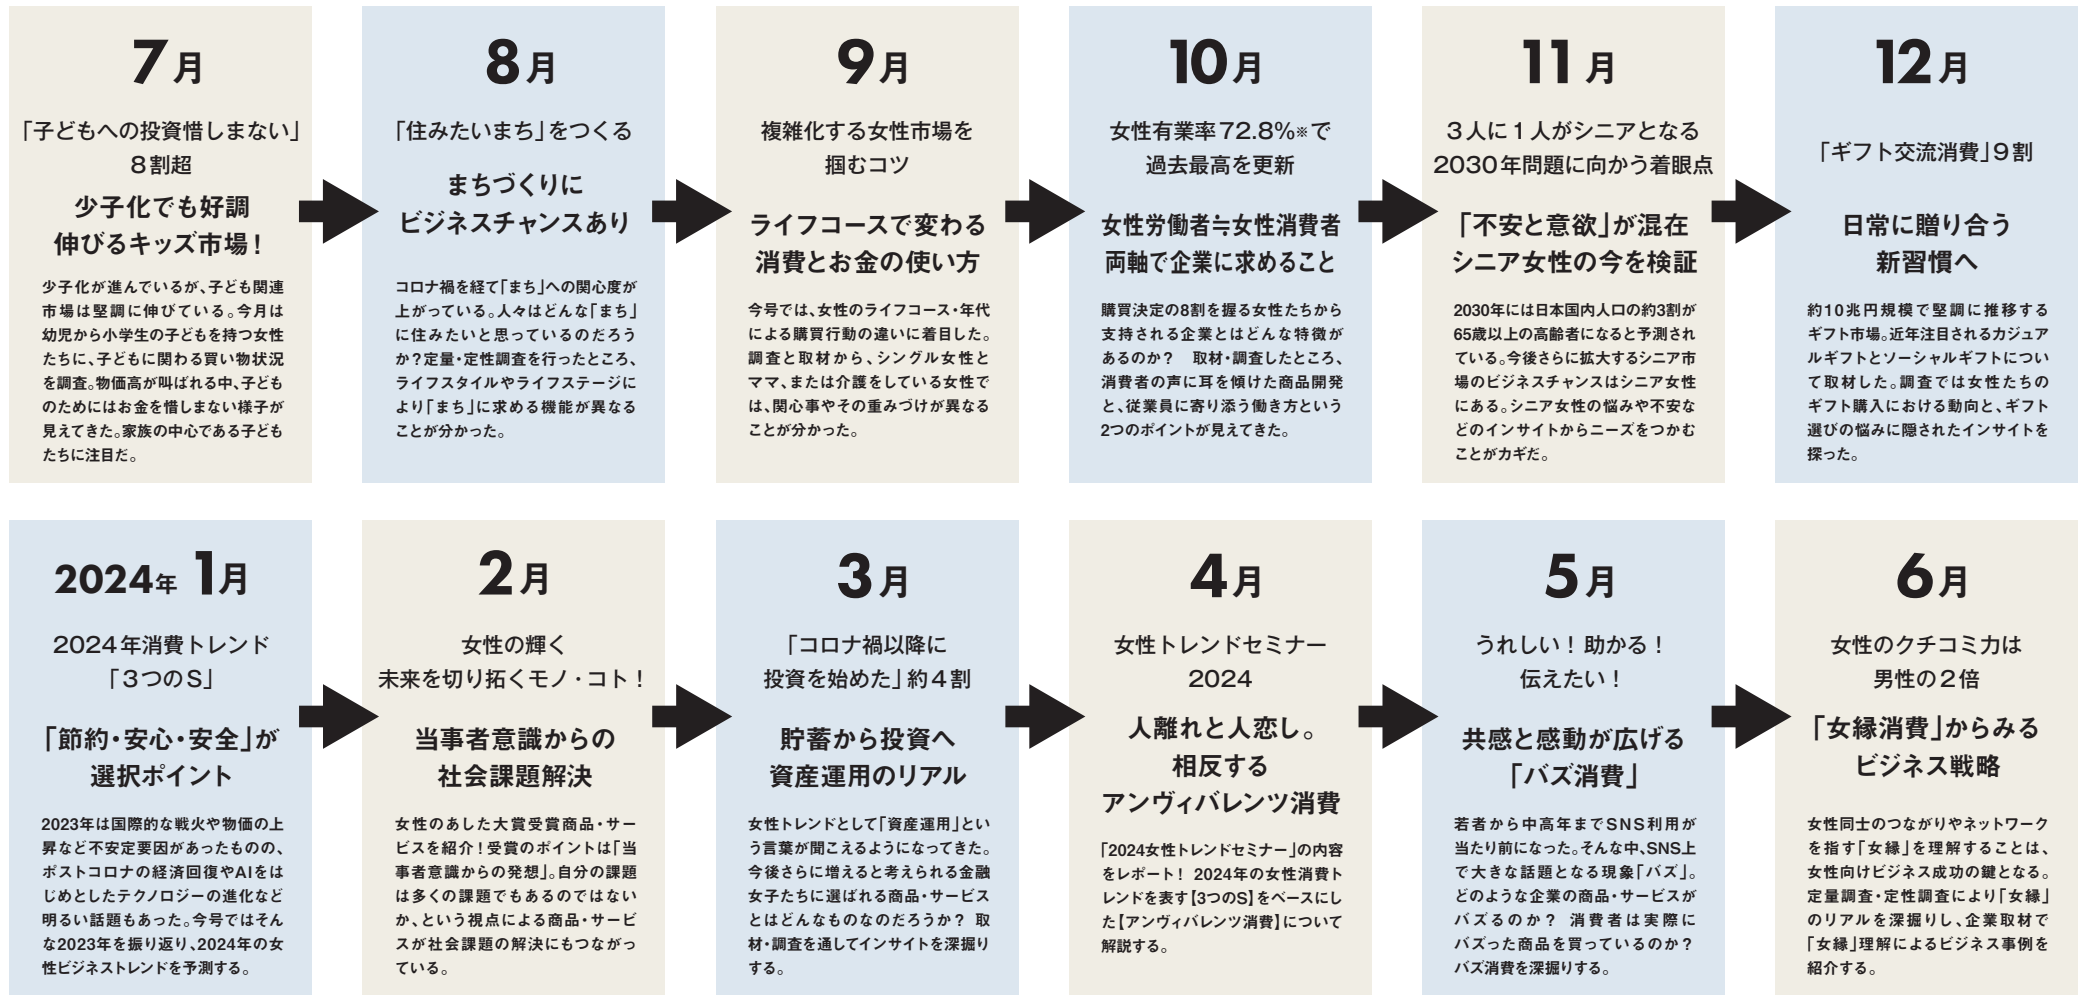 7月
「子どもへの投資惜しまない」
8割超
少子化でも好調
伸びるキッズ市場！
少子化が進んでいるが、子ども関連
市場は堅調に伸びている。今月は
幼児から小学生の子どもを持つ女性
たちに、子どもに関わる買い物状況
を調査。物価高が叫ばれる中、子ども
のためにはお金を惜しまない様子が
見えてきた。家族の中心である子ども
たちに注目だ。
8月
「住みたいまち」をつくる
まちづくりに
ビジネスチャンスあり
コロナ禍を経て「まち」への関心度が
上がっている。人々はどんな「まち」
に住みたいと思っているのだろう
か？定量・定性調査を行ったところ、
ライフスタイルやライフステージに
より「まち」に求める機能が異なる
ことが分かった。
9月
複雑化する女性市場を
掴むコツ
ライフコースで変わる
消費とお金の使い方
今号では、女性のライフコース・年代
による購買行動の違いに着目した。
調査と取材から、シングル女性と
ママ、または介護をしている女性で
は、関心事やその重みづけが異なる
ことが分かった。
10月
女性有業率72.8%※で
過去最高を更新
女性労働者≒女性消費者
両軸で企業に求めること
購買決定の8割を握る女性たちから
支持される企業とはどんな特徴が
あるのか？　取材・調査したところ、
消費者の声に耳を傾けた商品開発
と、従業員に寄り添う働き方という
2つのポイントが見えてきた。
11月
3人に1人がシニアとなる
2030年問題に向かう着眼点
「不安と意欲」が混在
シニア女性の今を検証
2030年には日本国内人口の約3割が
65歳以上の高齢者になると予測され
ている。今後さらに拡大するシニア市
場のビジネスチャンスはシニア女性
にある。シニア女性の悩みや不安な
どのインサイトからニーズをつかむ
ことがカギだ。
12月
「ギフト交流消費」9割
日常に贈り合う
新習慣へ
約10兆円規模で堅調に推移する
ギフト市場。近年注目されるカジュア
ルギフトとソーシャルギフトについ
て取材した。調査では女性たちの
ギフト購入における動向と、ギフト
選びの悩みに隠されたインサイトを
探った。
2024年 1月
2024年消費トレンド
「3つのS」
「節約・安心・安全」が
選択ポイント
2023年は国際的な戦火や物価の上
昇など不安定要因があったものの、
ポストコロナの経済回復やAIをは
じめとしたテクノロジーの進化など
明るい話題もあった。今号ではそん
な2023年を振り返り、2024年の女
性ビジネストレンドを予測する。
2月
女性の輝く
未来を切り拓くモノ・コト！
当事者意識からの
社会課題解決
女性のあした大賞受賞商品・サー
ビスを紹介！受賞のポイントは「当
事者意識からの発想」。自分の課題
は多くの課題でもあるのではない
か、という視点による商品・サービ
スが社会課題の解決にもつながっ
ている。
3月
「コロナ禍以降に
投資を始めた」約4割
貯蓄から投資へ
資産運用のリアル
女性トレンドとして「資産運用」とい
う言葉が聞こえるようになってきた。
今後さらに増えると考えられる金融
女子たちに選ばれる商品・サービス
とはどんなものなのだろうか？ 取
材・調査を通してインサイトを深掘り
する。
4月
女性トレンドセミナー
2024
人離れと人恋し。
相反する
アンヴィバレンツ消費
「2024女性トレンドセミナー」の内容
をレポート！ 2024年の女性消費ト
レンドを表す【3つのS】をベースにし
た【アンヴィバレンツ消費】について
解説する。
5月
うれしい！助かる！
伝えたい！
共感と感動が広げる
「バズ消費」
若者から中高年までSNS利用が
当たり前になった。そんな中、SNS上
で大きな話題となる現象「バズ」。
どのような企業の商品・サービスが
バズるのか？　消費者は実際に
バズった商品を買っているのか？
バズ消費を深掘りする。
6月
女性のクチコミ力は
男性の2倍
「女縁消費」からみる
ビジネス戦略
女性同士のつながりやネットワーク
を指す「女縁」を理解することは、
女性向けビジネス成功の鍵となる。
定量調査・定性調査により「女縁」
のリアルを深掘りし、企業取材で
「女縁」理解によるビジネス事例を
紹介する。